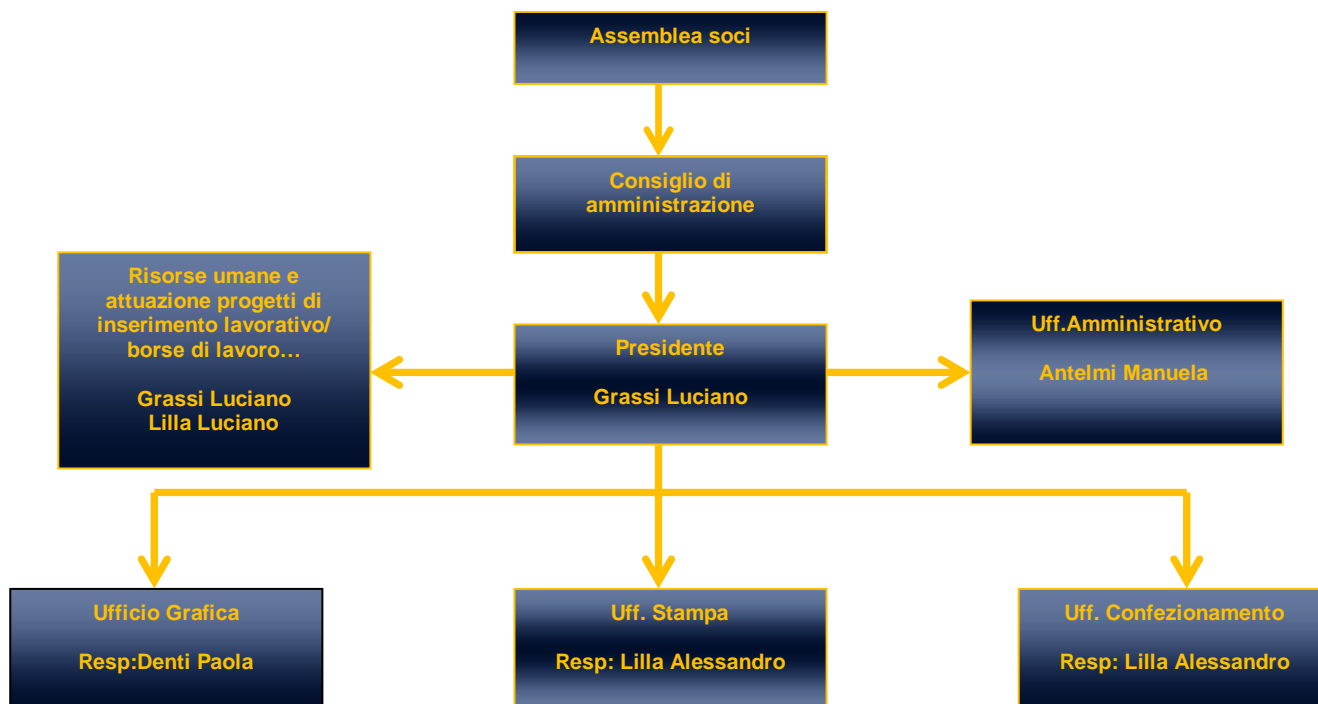 Assemblea soci
Consiglio di
amministrazione
Risorse umane e
attuazione progetti di
inserimento lavorativo/
borse di lavoro…
Grassi Luciano
Lilla Luciano
Presidente
Grassi Luciano
Uff.Amministrativo
Antelmi Manuela
Ufficio Grafica
Resp:Denti Paola
Uff. Stampa
Resp: Lilla Alessandro
Uff. Confezionamento
Resp: Lilla Alessandro